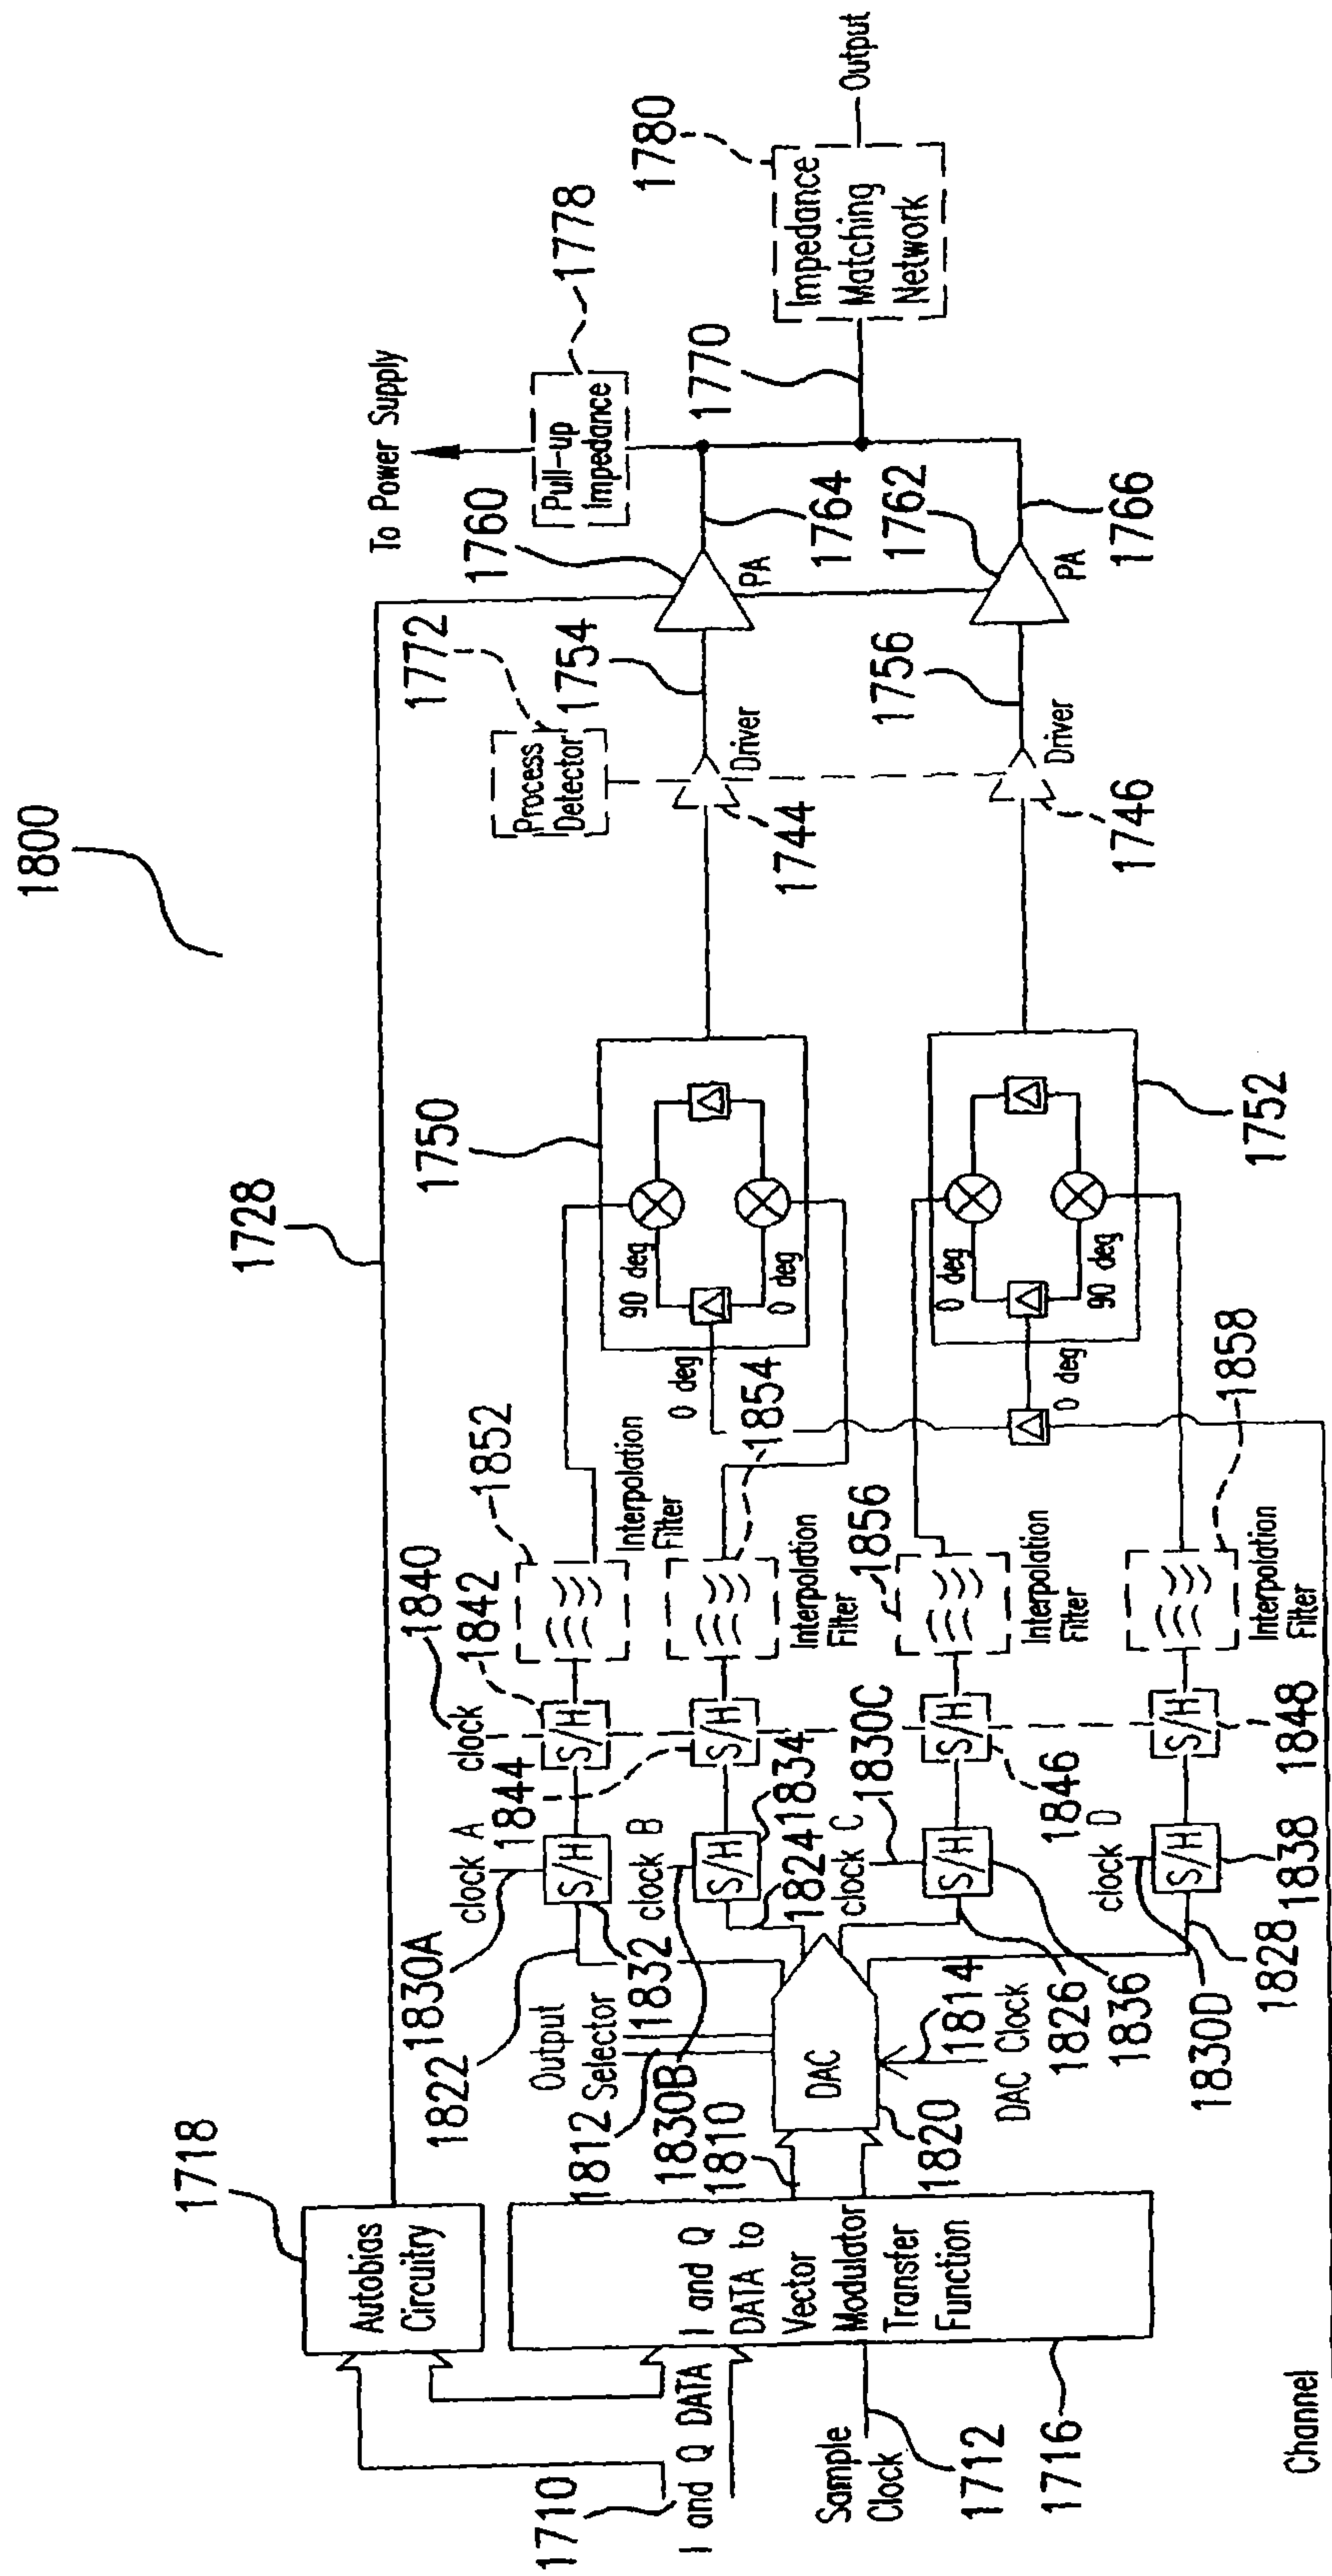 1800
1728
1718
Autobias
Circuitry
1710
I and Q DATA
Sample
Clock
1712
1716
I and Q
DATA to
Vector
Modulator
Transfer
Function
1810
1812
Output
Selector
DAC
1820
1814
DAC Clock
1822
1824
1826
1828
1830A
clock A
1832
S/H
1830B
clock B
1834
S/H
1830C
clock C
1836
S/H
1830D
clock D
1838
S/H
1840
clock
1842
S/H
1844
S/H
1846
S/H
1848
S/H
1852
Interpolation
Filter
1854
Interpolation
Filter
1856
Interpolation
Filter
1858
Interpolation
Filter
1750
90 deg
0 deg
0 deg
1752
0 deg
90 deg
0 deg
Channel
1772
Process
Detector
1744
Driver
1746
Driver
1754
1756
1760
PA
1762
PA
1764
1766
To Power Supply
Pull-up
Impedance
1778
1770
1780
Impedance
Matching
Network
Output